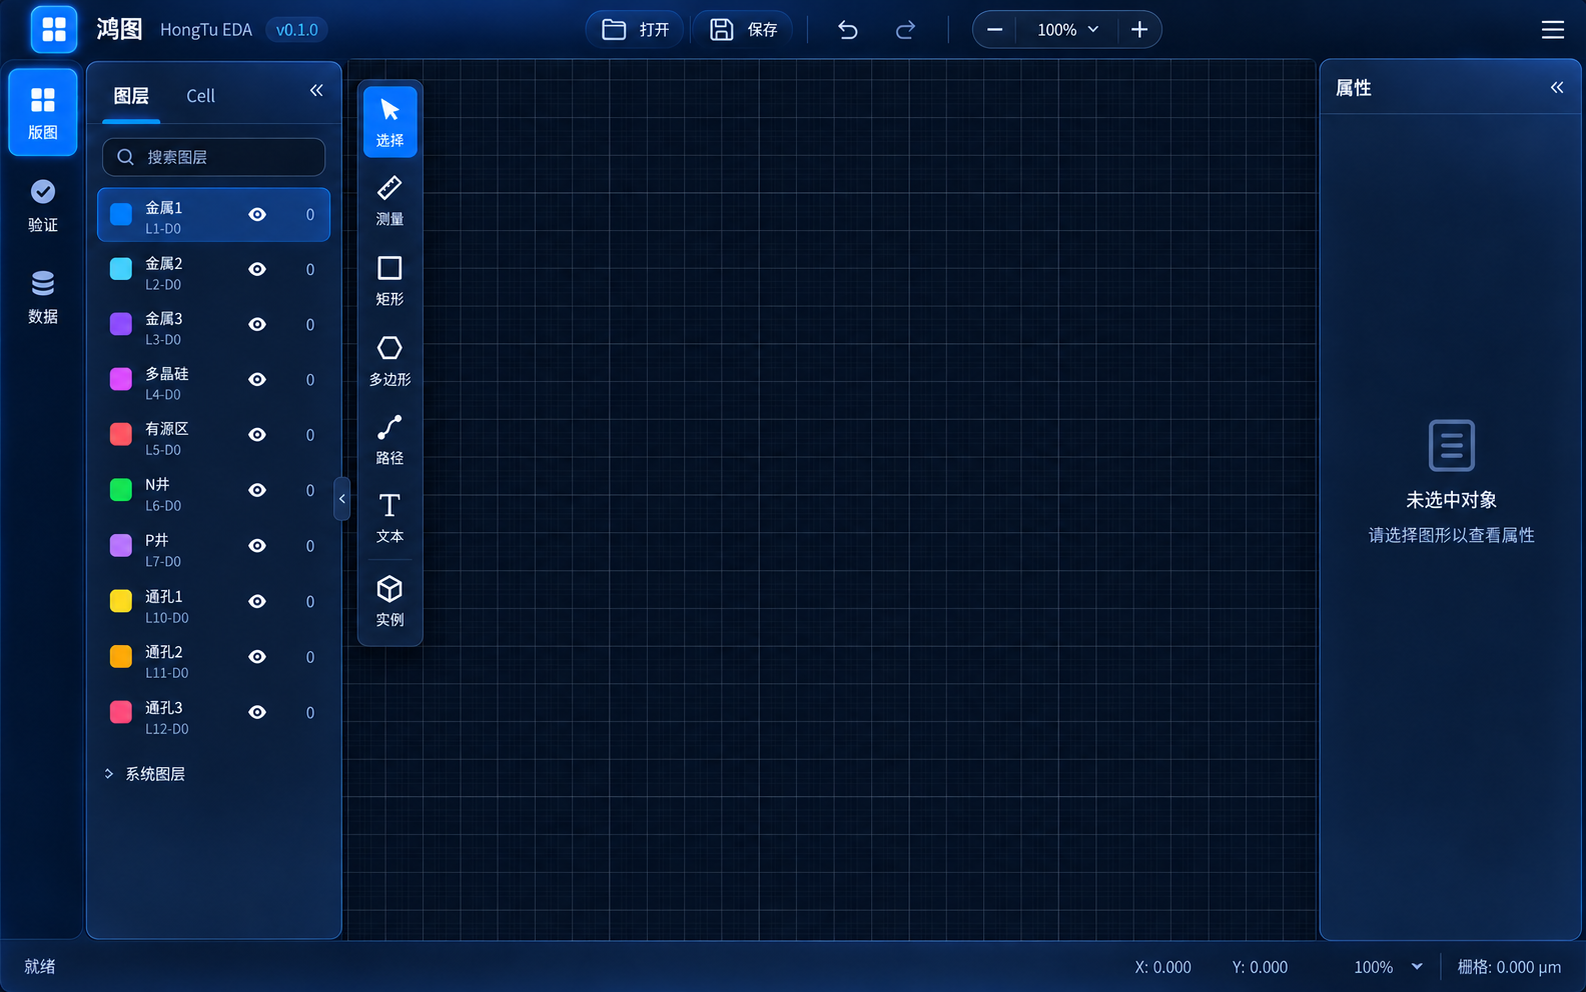 鸿图 HongTu EDA v0.1.0
打开
保存
100%
版图
验证
数据
图层
Cell
搜索图层
金属1
L1-D0
0
金属2
L2-D0
0
金属3
L3-D0
0
多晶硅
L4-D0
0
有源区
L5-D0
0
N井
L6-D0
0
P井
L7-D0
0
通孔1
L10-D0
0
通孔2
L11-D0
0
通孔3
L12-D0
0
系统图层
选择
测量
矩形
多边形
路径
文本
实例
属性
未选中对象
请选择图形以查看属性
就绪
X: 0.000
Y: 0.000
100%
栅格: 0.000 μm